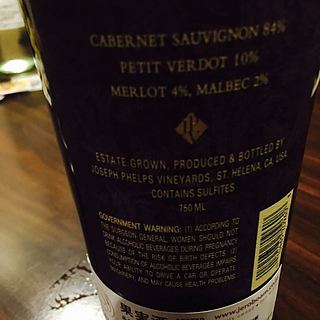 CABERNET SAUVIGNON 84%
PETIT VERDOT 10%
MERLOT 4%, MALBEC 2%
ESTATE GROWN, PRODUCED & BOTTLED BY
JOSEPH PHELPS VINEYARDS, ST. HELENA, CA, USA
CONTAINS SULFITES
750 ML
GOVERNMENT WARNING: (1) ACCORDING TO
THE SURGEON GENERAL, WOMEN SHOULD NOT
DRINK ALCOHOLIC BEVERAGES DURING PREGNANCY
BECAUSE OF THE RISK OF BIRTH DEFECTS. (2)
CONSUMPTION OF ALCOHOLIC BEVERAGES IMPAIRS
YOUR ABILITY TO DRIVE A CAR OR OPERATE
MACHINERY, AND MAY CAUSE HEALTH PROBLEMS.
果実酒